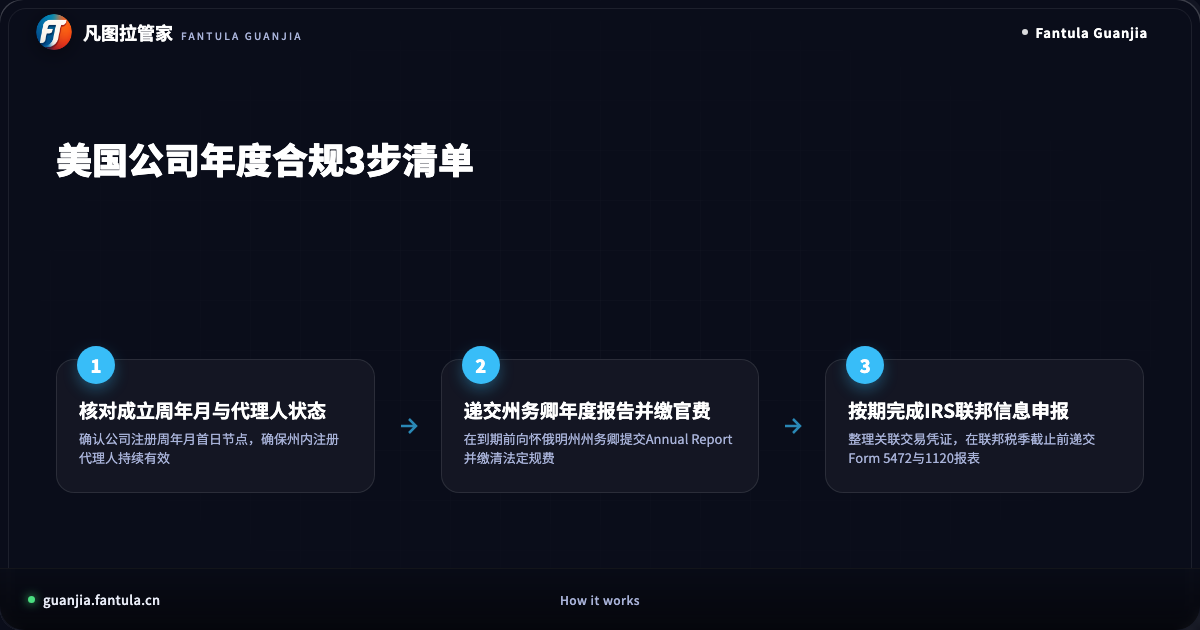 FT
凡图拉管家 FANTULA GUANJIA
Fantula Guanjia
美国公司年度合规3步清单
1
核对成立周年月与代理人状态
确认公司注册周年月首日节点，确保州内注册
代理人持续有效
2
递交州务卿年度报告并缴官费
在到期前向怀俄明州州务卿提交Annual Report
并缴清法定规费
3
按期完成IRS联邦信息申报
整理关联交易凭证，在联邦税季截止前递交
Form 5472与1120报表
guanjia.fantula.cn
How it works